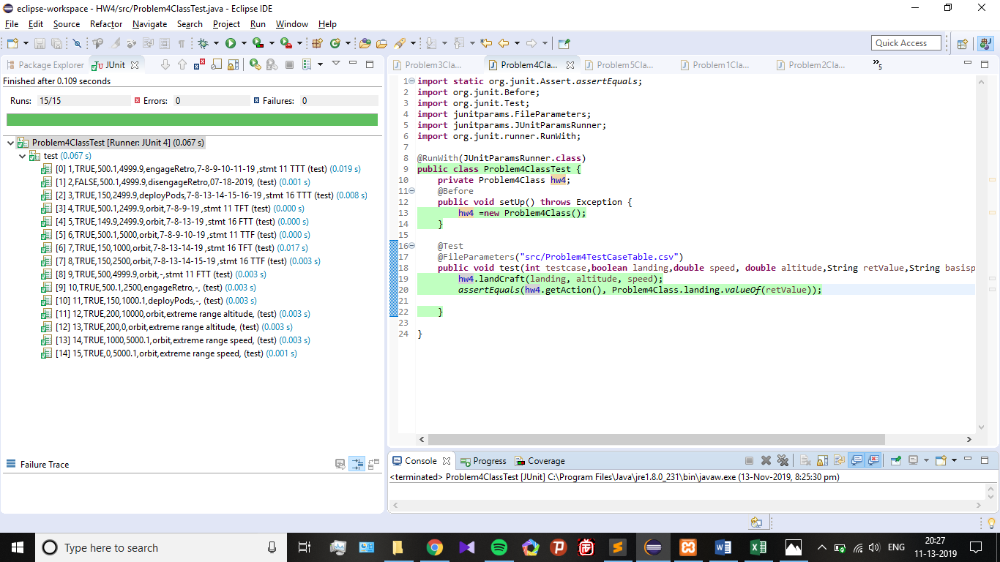 eclipse-workspace - HW4/src/Problem4ClassTest.java - Eclipse IDE
File Edit Source Refactor Navigate Search Project Run Window Help
Quick Access
Package Explorer JUnit
Finished after 0.109 seconds
Runs: 15/15 Errors: 0 Failures: 0
Problem4ClassTest [Runner: JUnit 4] (0.067 s)
test (0.067 s)
[0] 1,TRUE,500.1,4999.9,engageRetro,7-8-9-10-11-19 ,stmt 11 TTT (test) (0.019 s)
[1] 2,FALSE,500.1,4999.9,disengageRetro,07-18-2019, (test) (0.001 s)
[2] 3,TRUE,150,2499.9,deployPods,7-8-13-14-15-16-19 ,stmt 16 TTT (test) (0.008 s)
[3] 4,TRUE,500.1,2499.9,orbit,7-8-9-19 ,stmt 11 TFT (test) (0.000 s)
[4] 5,TRUE,149.9,2499.9,orbit,7-8-13-19 ,stmt 16 FTT (test) (0.000 s)
[5] 6,TRUE,500.1,5000,orbit,7-8-9-10-19 ,stmt 11 TTF (test) (0.000 s)
[6] 7,TRUE,150,1000,orbit,7-8-13-14-19 ,stmt 16 TFT (test) (0.017 s)
[7] 8,TRUE,150,2500,orbit,7-8-13-14-15-19 ,stmt 16 TTF (test) (0.003 s)
[8] 9,TRUE,500,4999.9,orbit,-,stmt 11 FTT (test) (0.003 s)
[9] 10,TRUE,500.1,2500,engageRetro,-, (test) (0.003 s)
[10] 11,TRUE,150,1000.1,deployPods,-, (test) (0.003 s)
[11] 12,TRUE,200,10000,orbit,extreme range altitude, (test) (0.003 s)
[12] 13,TRUE,200,0,orbit,extreme range altitude, (test) (0.003 s)
[13] 14,TRUE,1000,5000.1,orbit,extreme range speed, (test) (0.003 s)
[14] 15,TRUE,0,5000.1,orbit,extreme range speed, (test) (0.001 s)
Failure Trace
Problem3Cla... Problem4Cla... Problem5Cla... Problem1Cla... Problem2Cla... »5
1 import static org.junit.Assert.assertEquals;
2 import org.junit.Before;
3 import org.junit.Test;
4 import junitparams.FileParameters;
5 import junitparams.JUnitParamsRunner;
6 import org.junit.runner.RunWith;
7
8 @RunWith(JUnitParamsRunner.class)
9 public class Problem4ClassTest {
10 private Problem4Class hw4;
11 @Before
12 public void setUp() throws Exception {
13 hw4 =new Problem4Class();
14 }
15
16 @Test
17 @FileParameters("src/Problem4TestCaseTable.csv")
18 public void test(int testcase,boolean landing,double speed, double altitude,String retValue,String basisp
19 hw4.landCraft(landing, altitude, speed);
20 assertEquals(hw4.getAction(), Problem4Class.landing.valueOf(retValue));
21
22 }
23
24 }
Console Progress Coverage
<terminated> Problem4ClassTest [JUnit] C:\Program Files\Java\jre1.8.0_231\bin\javaw.exe (13-Nov-2019, 8:25:30 pm)
Type here to search
ENG
20:27
11-13-2019